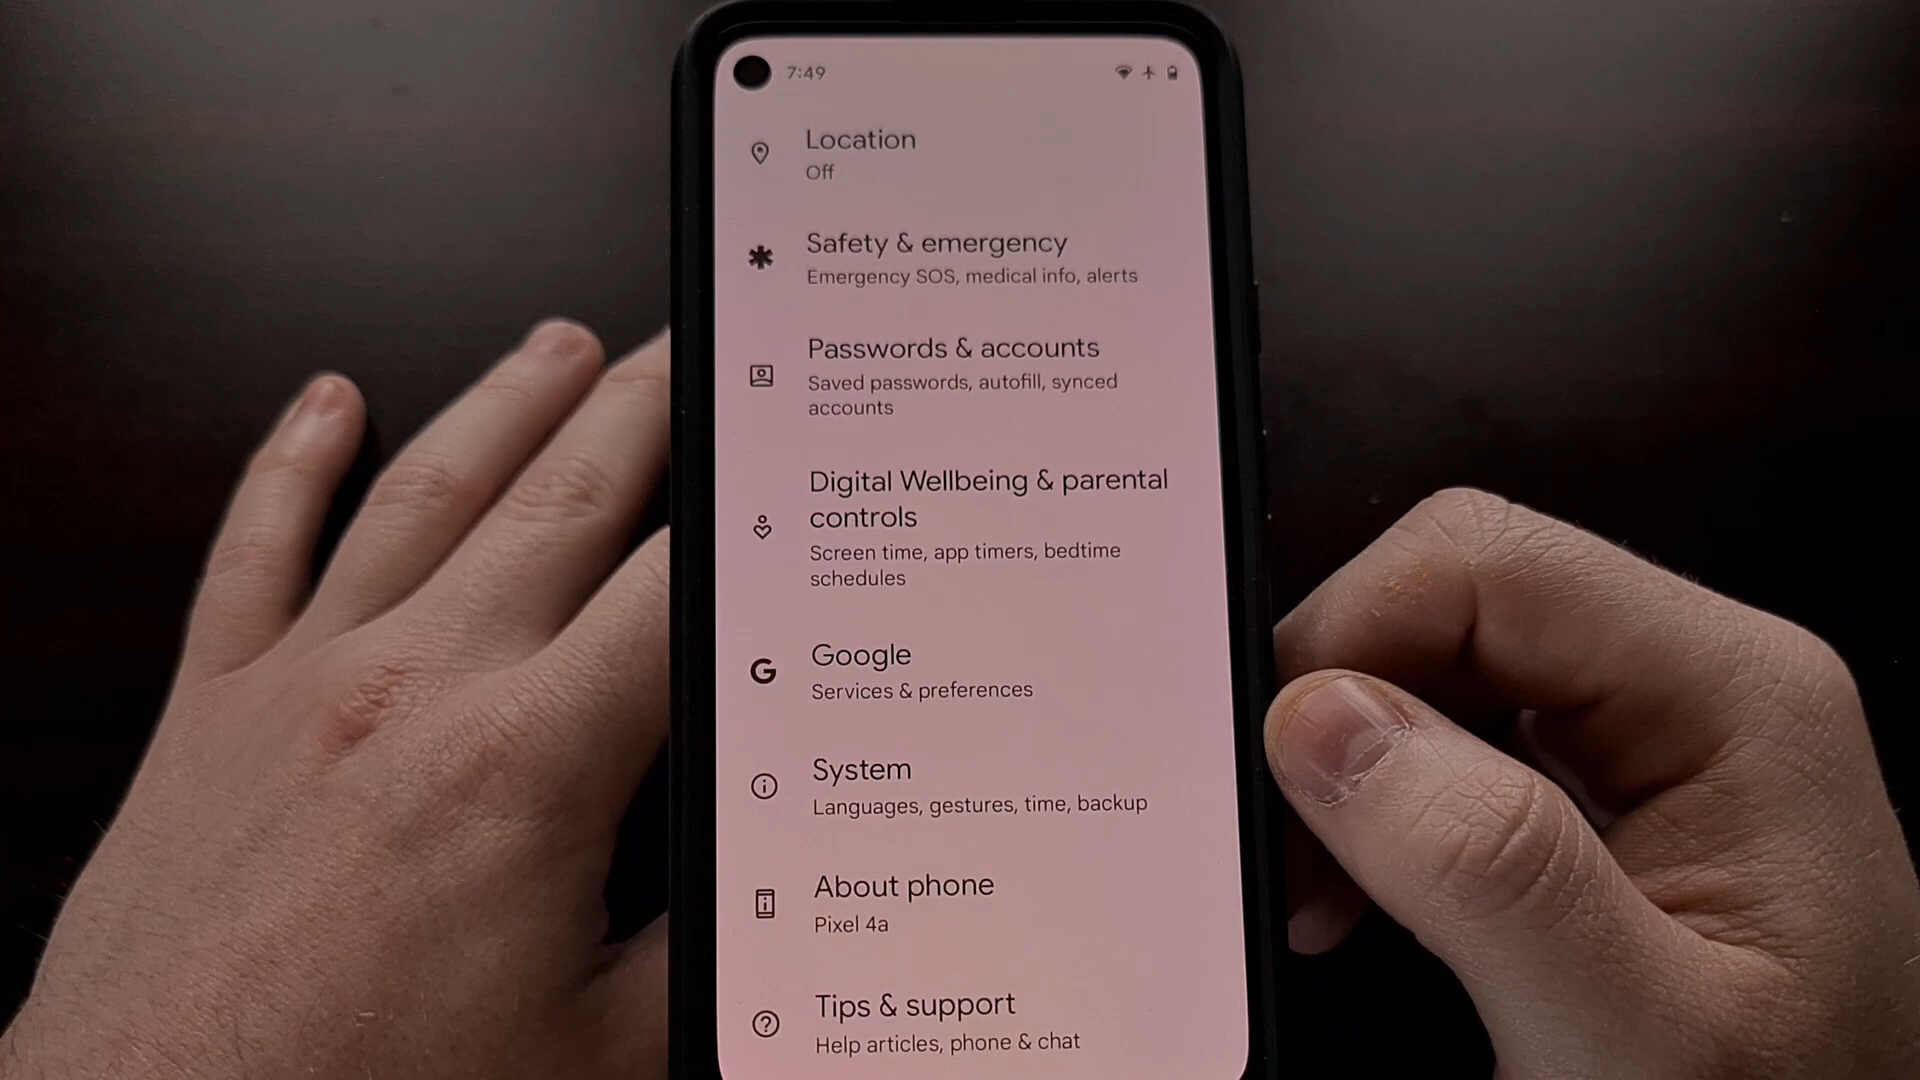 7:49
Location
Off
Safety & emergency
Emergency SOS, medical info, alerts
Passwords & accounts
Saved passwords, autofill, synced
accounts
Digital Wellbeing & parental
controls
Screen time, app timers, bedtime
schedules
G
Google
Services & preferences
System
Languages, gestures, time, backup
About phone
Pixel 4a
Tips & support
Help articles, phone & chat